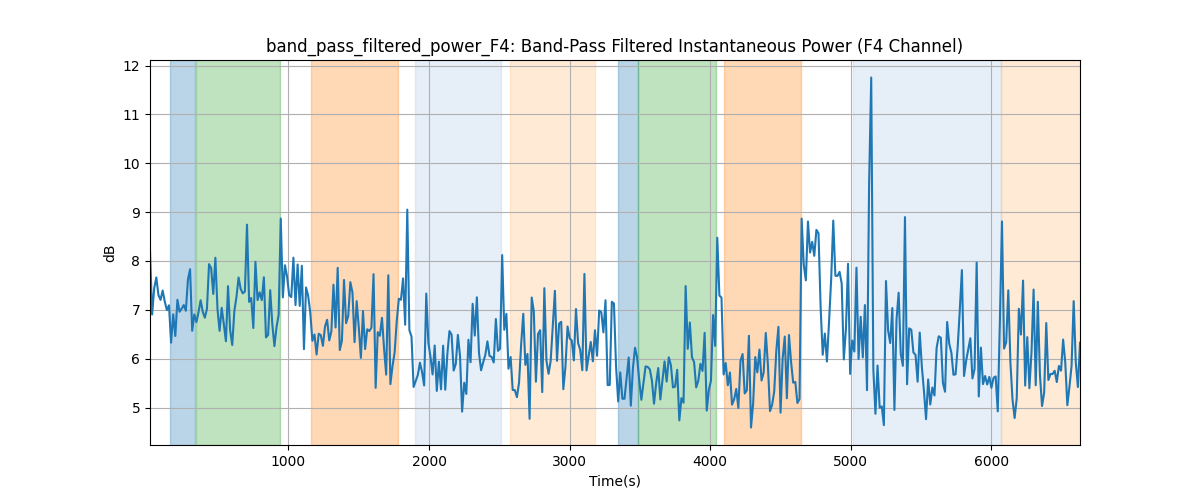 band_pass_filtered_power_F4: Band-Pass Filtered Instantaneous Power (F4 Channel)
12
11
10
9
8
7
6
5
dB
1000 2000 3000 4000 5000 6000
Time(s)